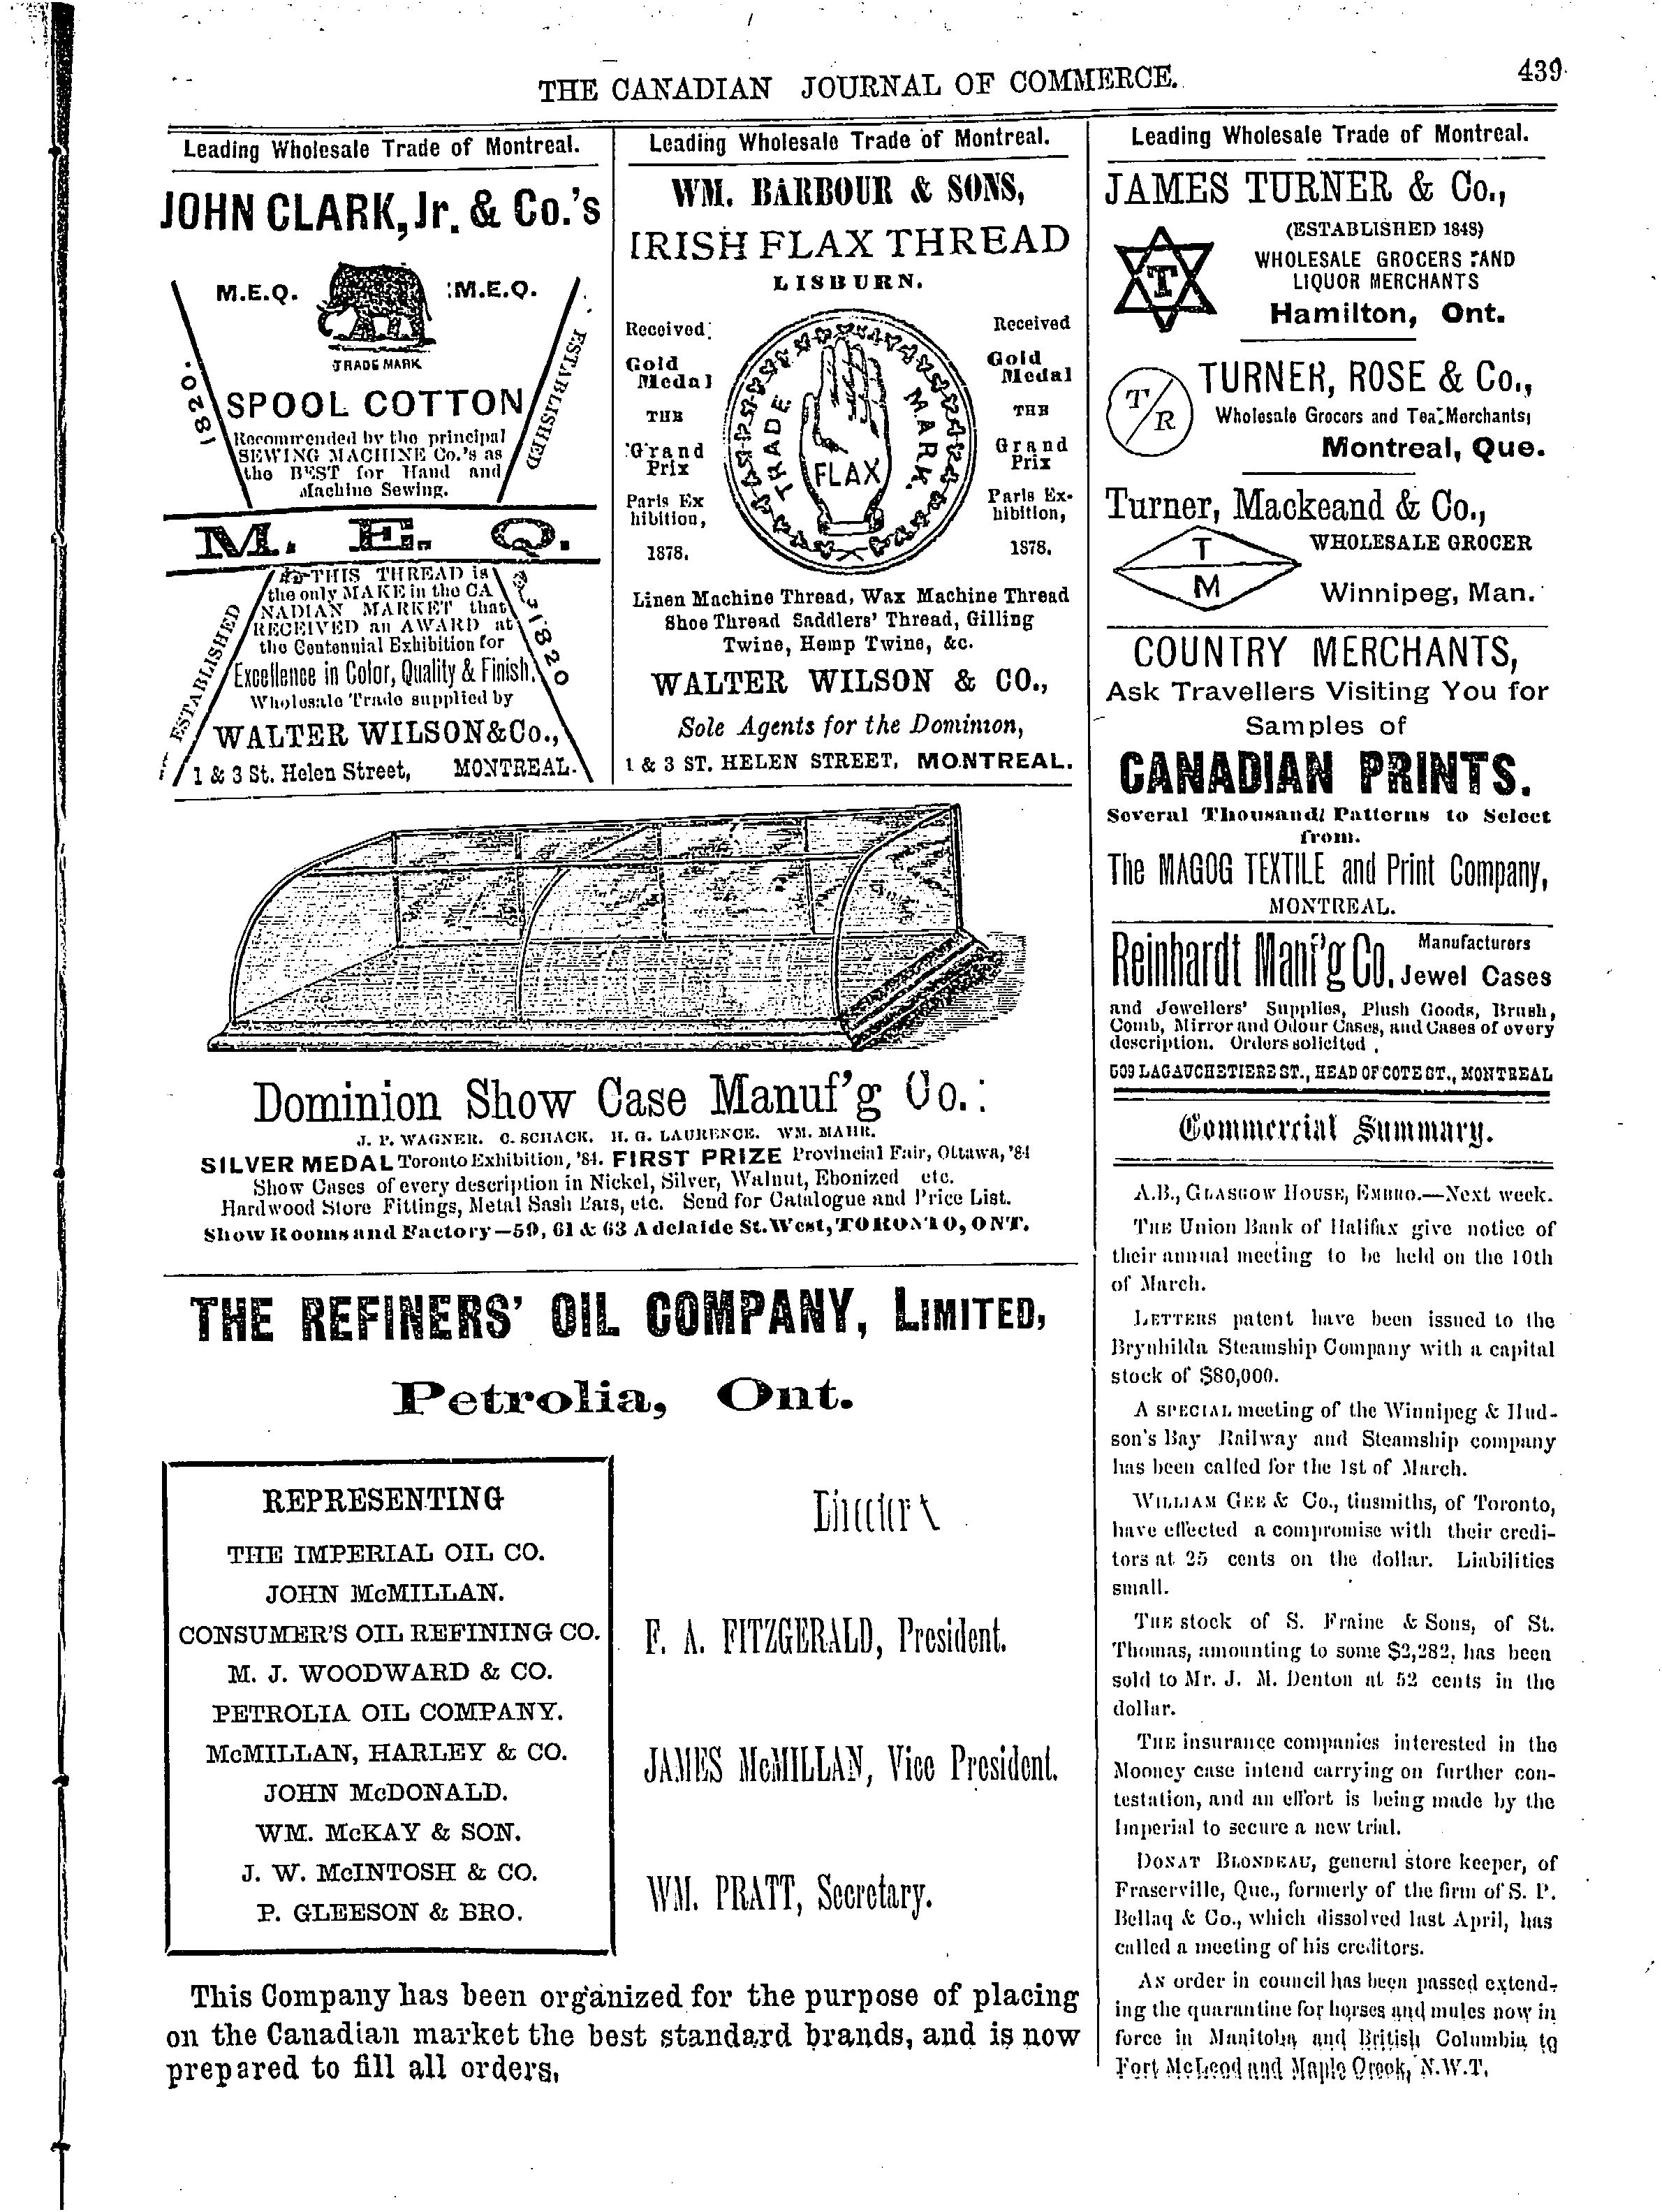 THE CANADIAN JOURNAL OF COMMERCE.
439
Leading Wholesale Trade of Montreal.
JOHN CLARK, Jr. & Co.'s
M.E.Q.
M.E.Q.
TRADE MARK
1820.
ESTABLISHED
SPOOL COTTON
Recommended by the principal
SEWING MACHINE Co.'s as
the BEST for Hand and
Machine Sewing.
M. E. Q.
THIS THREAD is
the only MAKE in the CA
NADIAN MARKET that
RECEIVED an AWARD at
the Centennial Exhibition for
Excellence in Color, Quality & Finish.
ESTABLISHED
1820
Wholesale Trade supplied by
WALTER WILSON & Co.,
1 & 3 St. Helen Street, MONTREAL.
Leading Wholesale Trade of Montreal.
WM. BARBOUR & SONS,
IRISH FLAX THREAD
LISBURN.
Received
Gold
Medal
THE
Grand
Prix
Paris Ex
hibition,
1878.
TRADE MARK.
FLAX
Received
Gold
Medal
THE
Grand
Prix
Paris Ex-
hibition,
1878.
Linen Machine Thread, Wax Machine Thread
Shoe Thread Saddlers' Thread, Gilling
Twine, Hemp Twine, &c.
WALTER WILSON & CO.,
Sole Agents for the Dominion,
1 & 3 ST. HELEN STREET, MONTREAL.
Dominion Show Case Manuf'g Co.
J. P. WAGNER. C. SCHACK. H. G. LAURENCE. WM. MAHR.
SILVER MEDAL Toronto Exhibition, '84. FIRST PRIZE Provincial Fair, Ottawa, '84
Show Cases of every description in Nickel, Silver, Walnut, Ebonized etc.
Hardwood Store Fittings, Metal Sash Bars, etc. Send for Catalogue and Price List.
Show Rooms and Factory—59, 61 & 63 Adelaide St. West, TORONTO, ONT.
THE REFINERS' OIL COMPANY, LIMITED,
Petrolia, Ont.
REPRESENTING
THE IMPERIAL OIL CO.
JOHN McMILLAN.
CONSUMER'S OIL REFINING CO.
M. J. WOODWARD & CO.
PETROLIA OIL COMPANY.
McMILLAN, HARLEY & CO.
JOHN McDONALD.
WM. McKAY & SON.
J. W. McINTOSH & CO.
P. GLEESON & BRO.
F. A. FITZGERALD, President.
JAMES McMILLAN, Vice President.
WM. PRATT, Secretary.
This Company has been organized for the purpose of placing
on the Canadian market the best standard brands, and is now
prepared to fill all orders.
Leading Wholesale Trade of Montreal.
JAMES TURNER & Co.,
(ESTABLISHED 1848)
T
WHOLESALE GROCERS AND
LIQUOR MERCHANTS
Hamilton, Ont.
T/R
TURNER, ROSE & Co.,
Wholesale Grocers and Tea Merchants,
Montreal, Que.
Turner, Mackeand & Co.,
T
M
WHOLESALE GROCER
Winnipeg, Man.
COUNTRY MERCHANTS,
Ask Travellers Visiting You for
Samples of
CANADIAN PRINTS.
Several Thousand Patterns to Select
from.
The MAGOG TEXTILE and Print Company,
MONTREAL.
Reinhardt Manf'g Co.
Manufacturers
Jewel Cases
and Jewellers' Supplies, Plush Goods, Brush,
Comb, Mirror and Odour Cases, and Cases of every
description. Orders solicited.
509 LAGAUCHETIERE ST., HEAD OF COTE ST., MONTREAL
Commercial Summary.
A.B., GLASGOW HOUSE, EMBRO.—Next week.
THE Union Bank of Halifax give notice of
their annual meeting to be held on the 10th
of March.
LETTERS patent have been issued to the
Brynhilda Steamship Company with a capital
stock of $80,000.
A SPECIAL meeting of the Winnipeg & Hud-
son's Bay Railway and Steamship company
has been called for the 1st of March.
WILLIAM GEE & Co., tinsmiths, of Toronto,
have effected a compromise with their credi-
tors at 25 cents on the dollar. Liabilities
small.
THE stock of S. Fraine & Sons, of St.
Thomas, amounting to some $2,282, has been
sold to Mr. J. M. Denton at 52 cents in the
dollar.
THE insurance companies interested in the
Mooney case intend carrying on further con-
testation, and an effort is being made by the
Imperial to secure a new trial.
DONAT BLONDEAU, general store keeper, of
Fraserville, Que., formerly of the firm of S. P.
Bellaq & Co., which dissolved last April, has
called a meeting of his creditors.
AN order in council has been passed extend-
ing the quarantine for horses and mules now in
force in Manitoba and British Columbia to
Fort McLeod and Maple Creek, N.W.T.